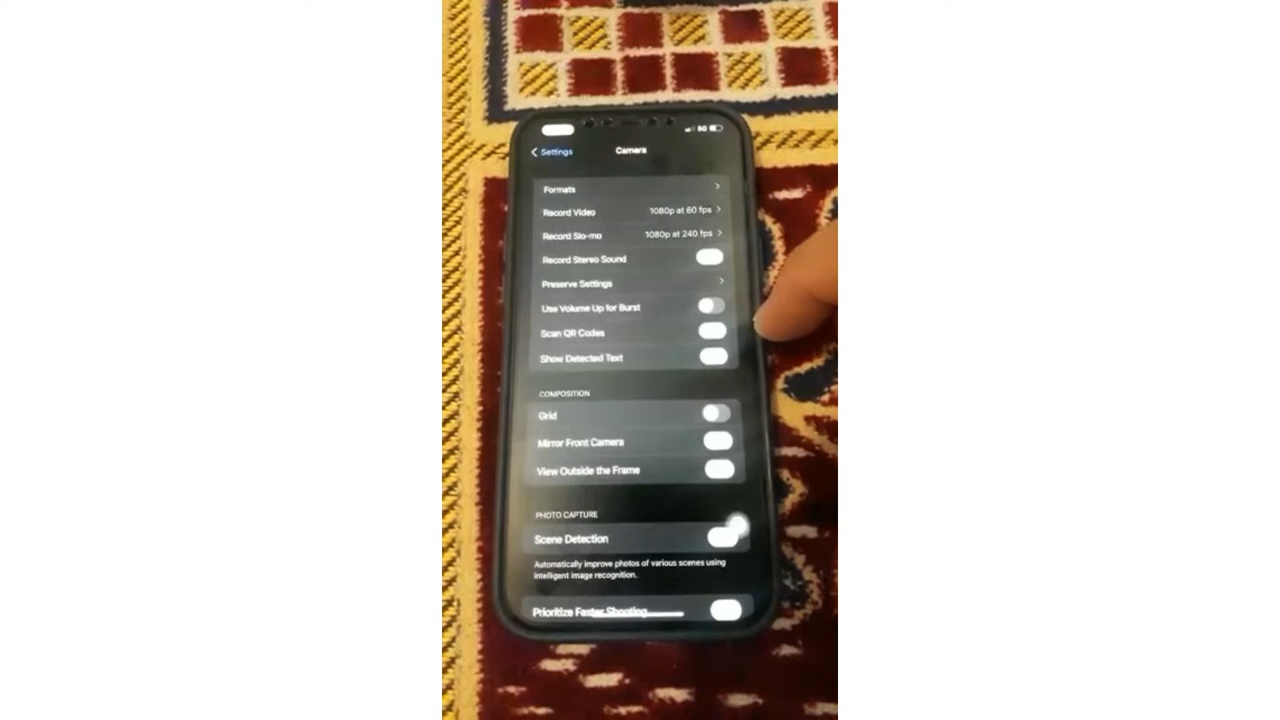 5G
Settings
Camera
Formats
Record Video 1080p at 60 fps
Record Slo-mo 1080p at 240 fps
Record Stereo Sound
Preserve Settings
Use Volume Up for Burst
Scan QR Codes
Show Detected Text
COMPOSITION
Grid
Mirror Front Camera
View Outside the Frame
PHOTO CAPTURE
Scene Detection
Automatically improve photos of various scenes using
intelligent image recognition.
Prioritize Faster Shooting